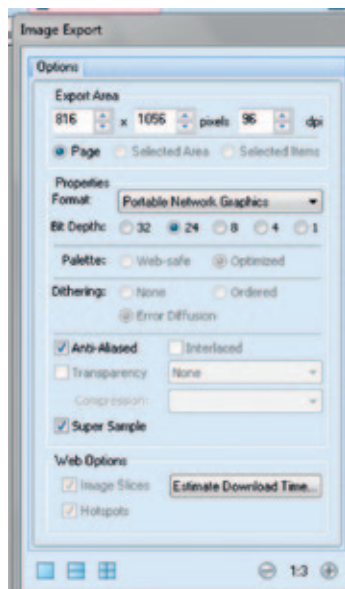 Image Export
Options
Export Area
816 x 1056 pixels 96 dpi
Page Selected Area Selected Items
Properties
Format: Portable Network Graphics
Bit Depth: 32 24 8 4 1
Palette: Web-safe Optimized
Dithering: None Ordered
Error Diffusion
Anti-Aliased Interlaced
Transparency None
Compression:
Super Sample
Web Options
Image Slices Estimate Download Time...
Hotspots
1:3